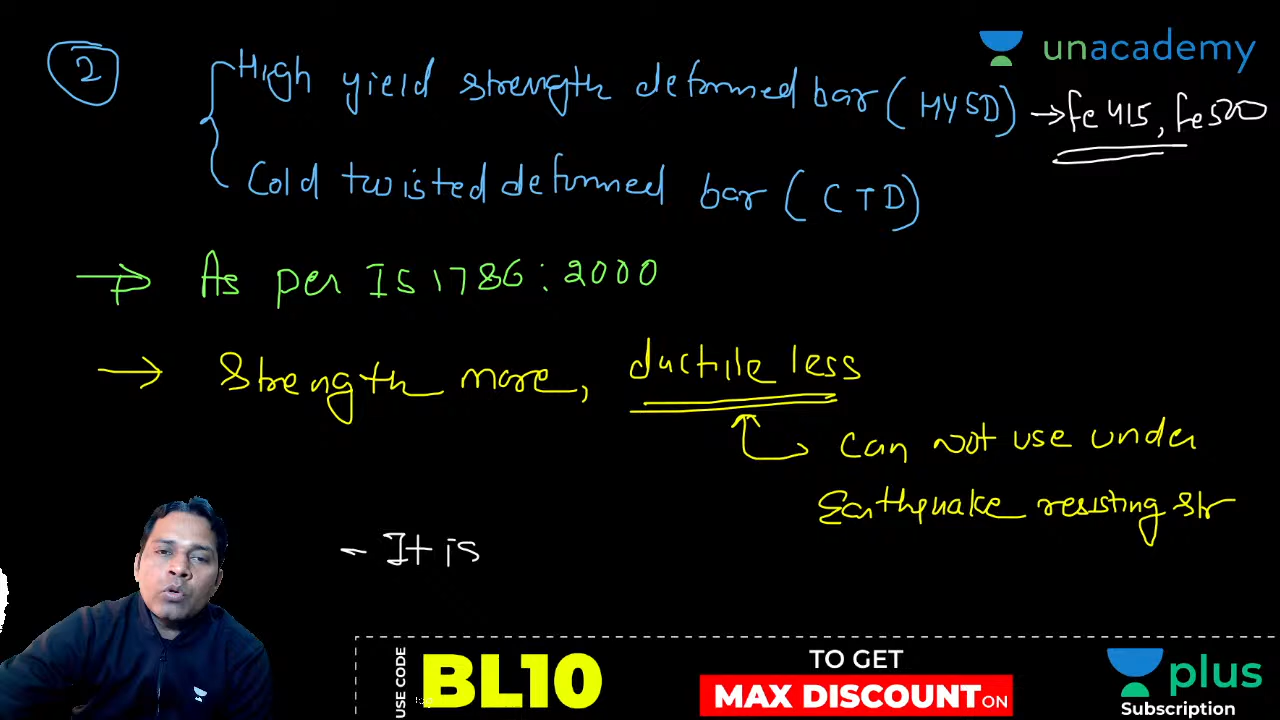 unacademy
2 High yield strength deformed bar (HYSD) → fe 415, fe 500
Cold twisted deformed bar (CTD)
→ As per IS 1786 : 2000
→ Strength more, ductile less
can not use under
Earthquake resisting str
- It is
USE CODE BL10 TO GET MAX DISCOUNT ON plus Subscription